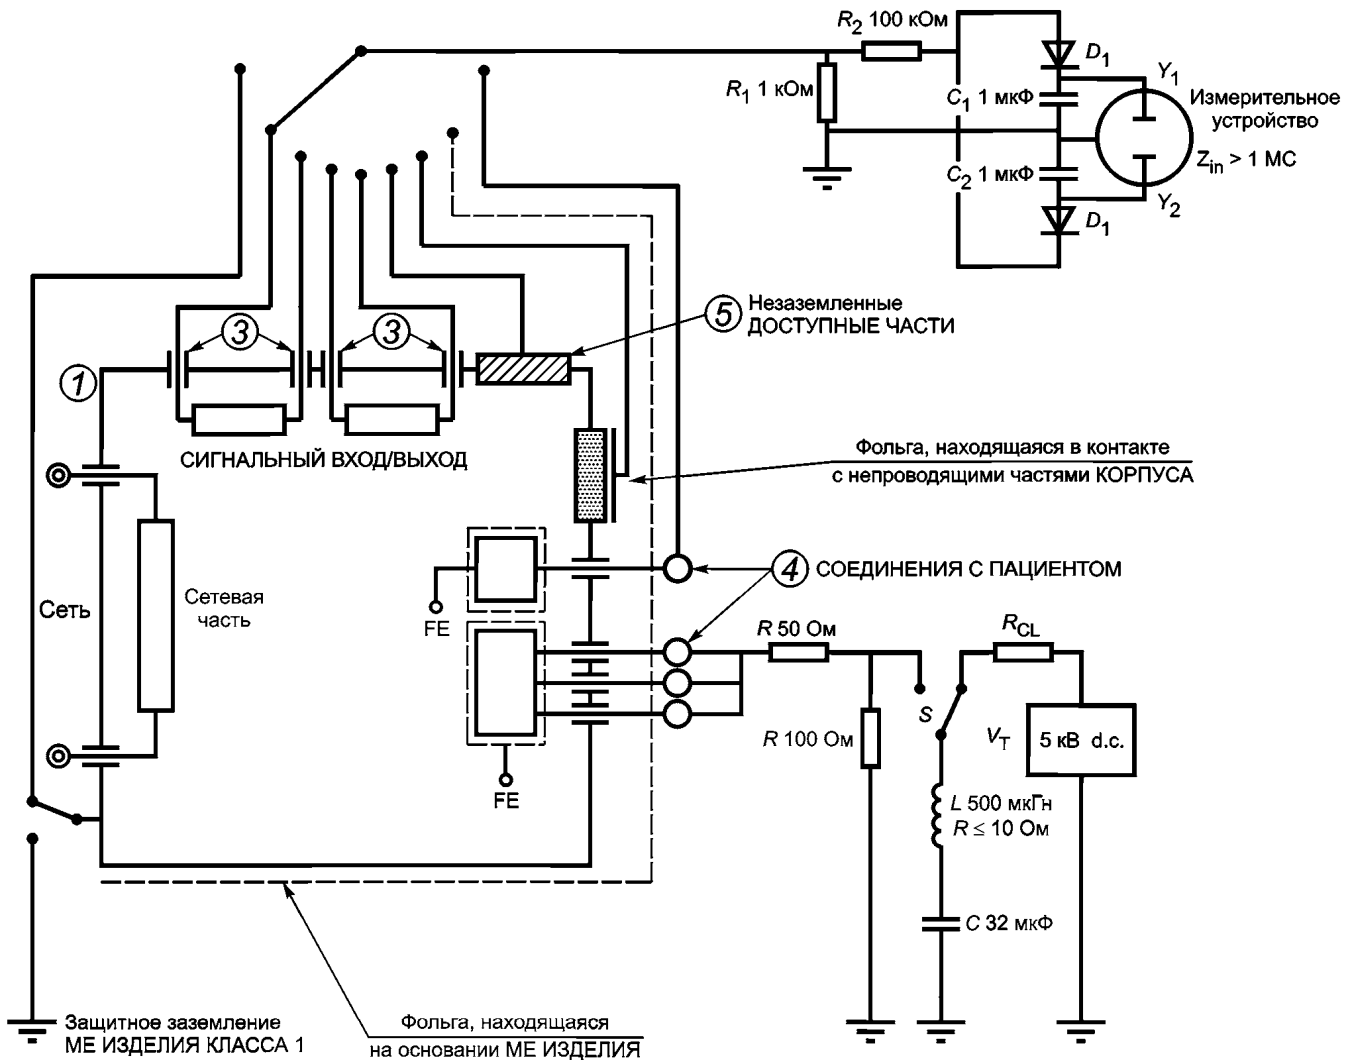 R2 100 кОм
D1
Y1
R1 1 кОм
C1 1 мкФ
Измерительное
устройство
Zin > 1 МС
C2 1 мкФ
Y2
D1
5
Незаземленные
ДОСТУПНЫЕ ЧАСТИ
3
3
1
СИГНАЛЬНЫЙ ВХОД/ВЫХОД
Фольга, находящаяся в контакте
с непроводящими частями КОРПУСА
4
СОЕДИНЕНИЯ С ПАЦИЕНТОМ
Сеть
Сетевая
часть
FE
R 50 Ом
RCL
S
R 100 Ом
VT
5 кВ d.c.
FE
L 500 мкГн
R ≤ 10 Ом
C 32 мкФ
Защитное заземление
МЕ ИЗДЕЛИЯ КЛАССА 1
Фольга, находящаяся
на основании МЕ ИЗДЕЛИЯ